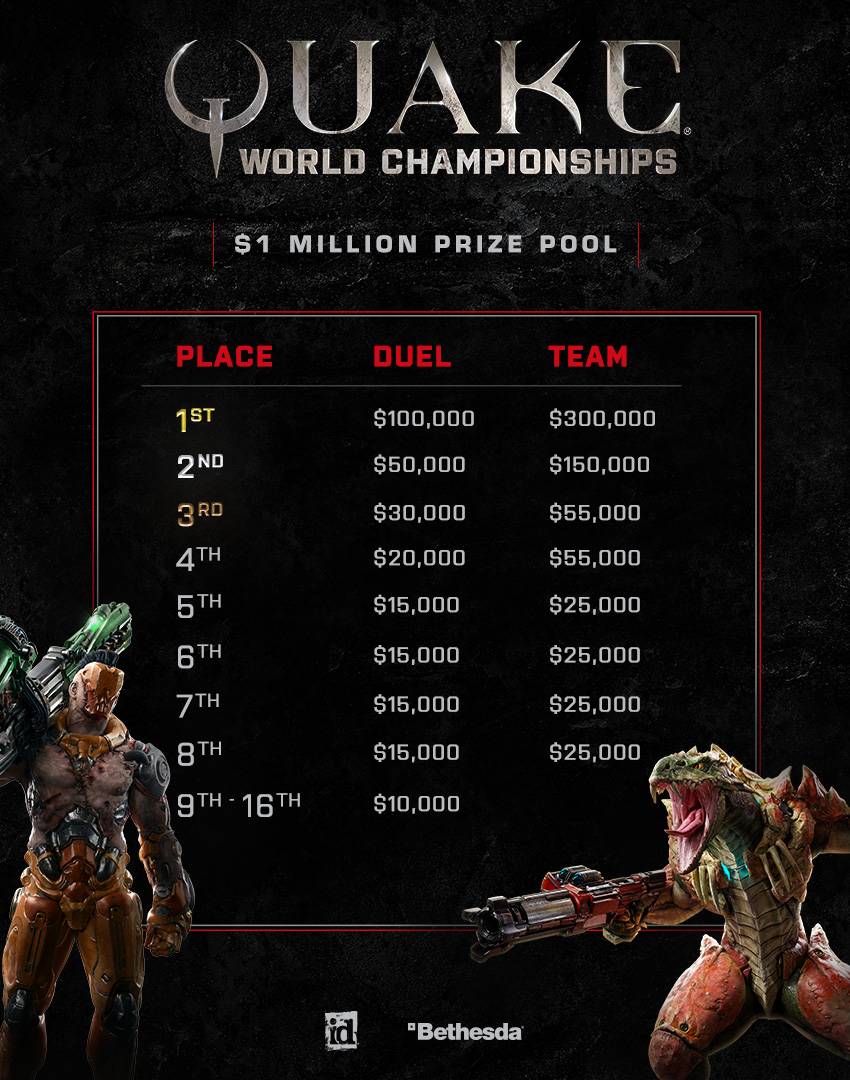 QUAKE®
WORLD CHAMPIONSHIPS
$1 MILLION PRIZE POOL
PLACE DUEL TEAM
1ST $100,000 $300,000
2ND $50,000 $150,000
3RD $30,000 $55,000
4TH $20,000 $55,000
5TH $15,000 $25,000
6TH $15,000 $25,000
7TH $15,000 $25,000
8TH $15,000 $25,000
9TH - 16TH $10,000
id Bethesda